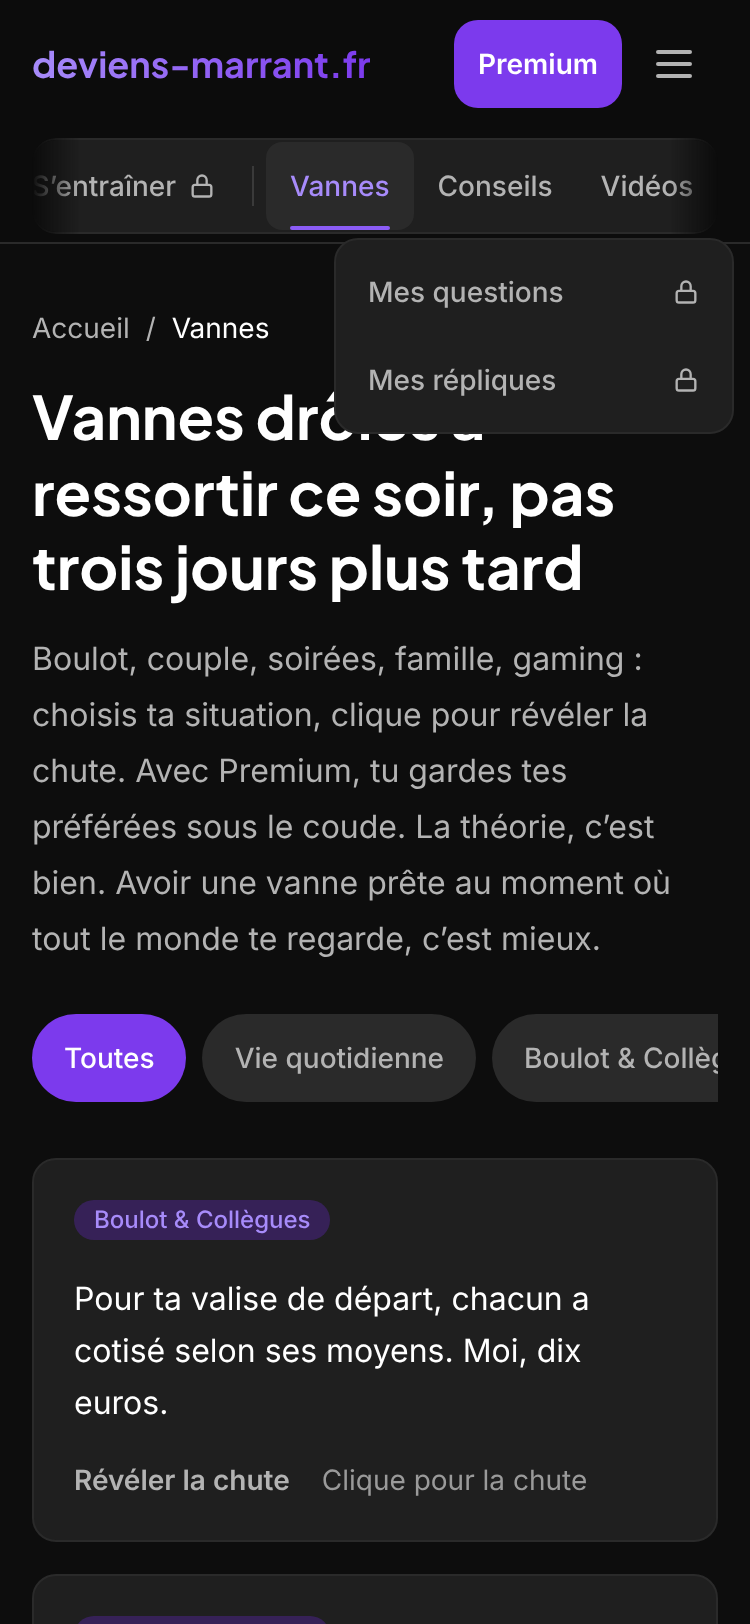 deviens-marrant.fr
Premium
S’entraîner
Vannes
Conseils
Vidéos
Mes questions
Mes répliques
Accueil / Vannes
Vannes
ressortir ce soir, pas
trois jours plus tard
Boulot, couple, soirées, famille, gaming :
choisis ta situation, clique pour révéler la
chute. Avec Premium, tu gardes tes
préférées sous le coude. La théorie, c’est
bien. Avoir une vanne prête au moment où
tout le monde te regarde, c’est mieux.
Toutes
Vie quotidienne
Boulot &
Boulot & Collègues
Pour ta valise de départ, chacun a
cotisé selon ses moyens. Moi, dix
euros.
Révéler la chute
Clique pour la chute